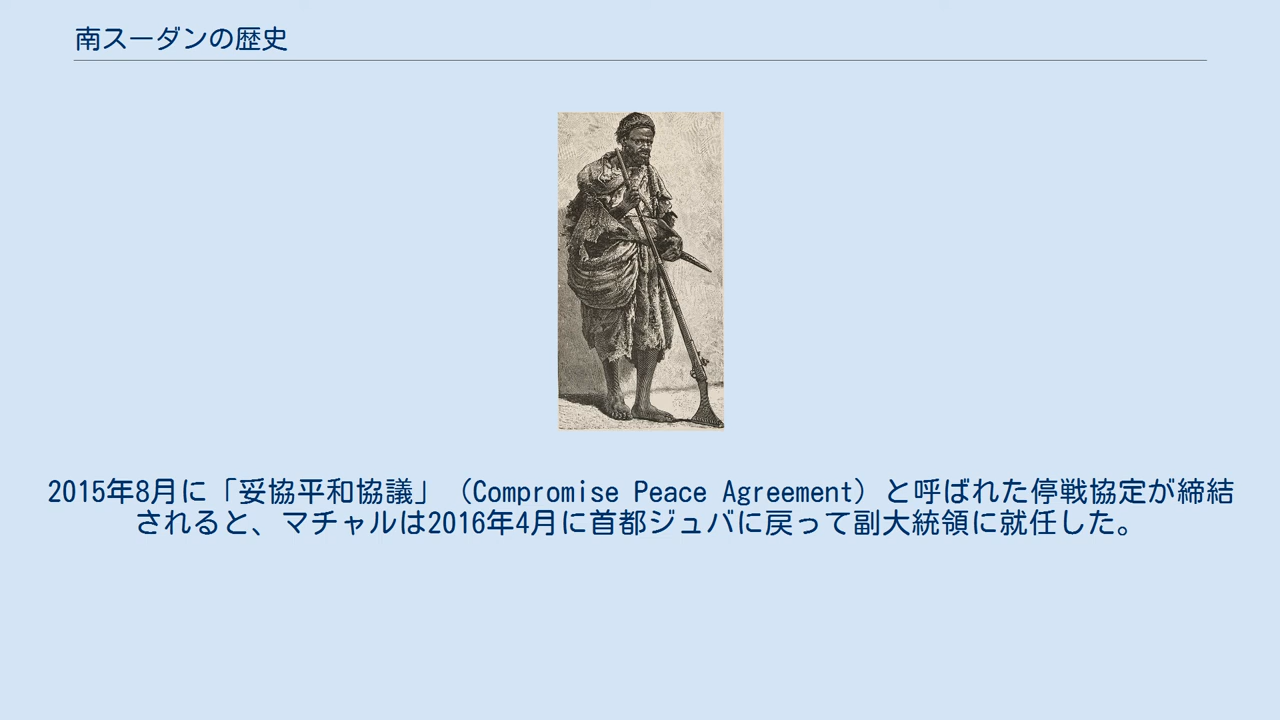 南スーダンの歴史
2015年8月に「妥協平和協議」（Compromise Peace Agreement）と呼ばれた停戦協定が締結
されると、マチャルは2016年4月に首都ジュバに戻って副大統領に就任した。